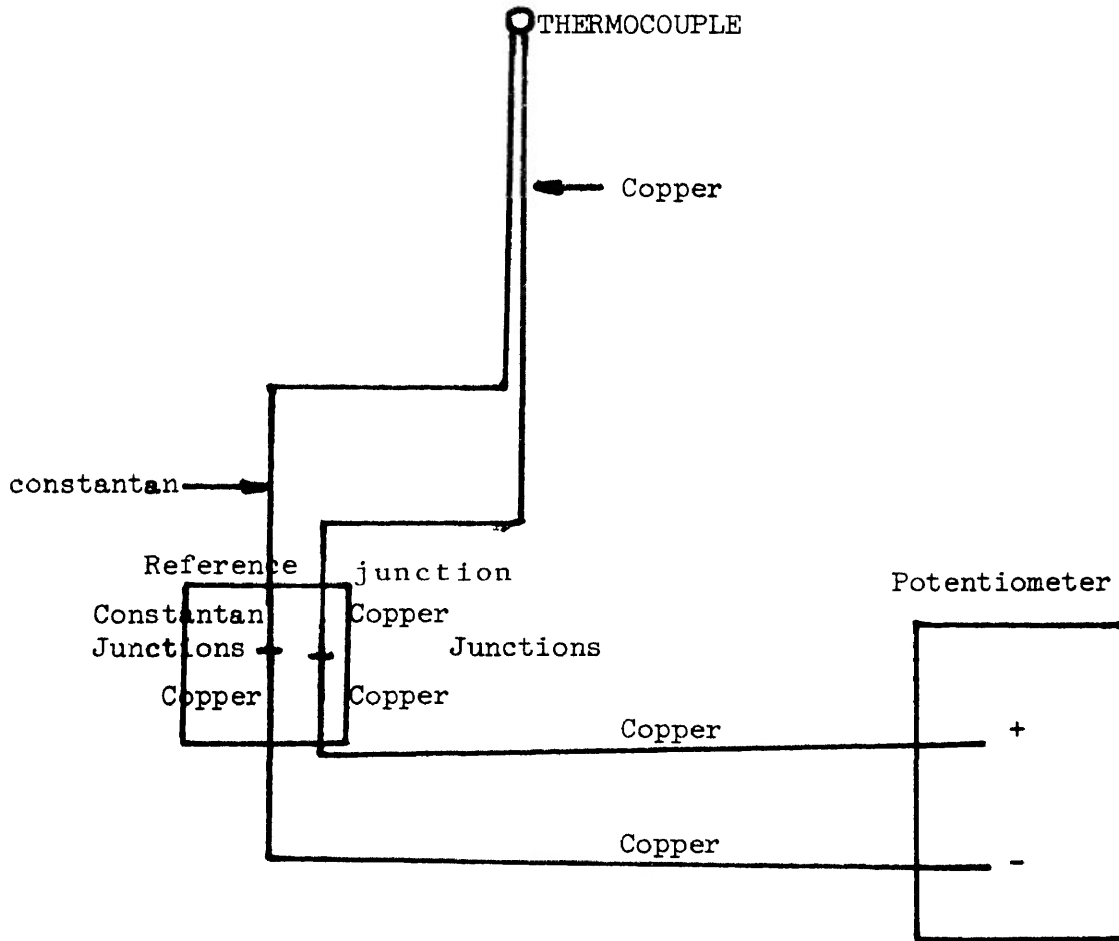 THERMOCOUPLE
Copper
constantan
Reference junction
Potentiometer
Constantan Copper
Junctions Junctions
Copper Copper
Copper +
Copper -